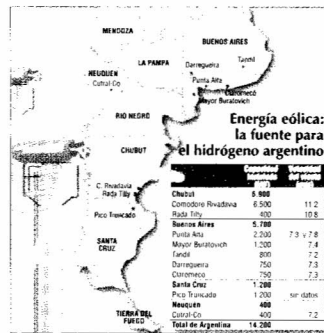 MENDOZA
BUENOS AIRES
LA PAMPA
Darregueira
Tandil
NEUQUEN
Cutral-Co
Punta Alta
Claromecó
Mayor Buratovich
RIO NEGRO
Energía eólica:
la fuente para
el hidrógeno argentino
CHUBUT
C. Rivadavia
Rada Tilly
Pico Truncado
SANTA
CRUZ
TIERRA DEL
FUEGO
Chubut 6.900
Comodoro Rivadavia 6.500 11.2
Rada Tilly 400 10.8
Buenos Aires 5.700
Punta Alta 2.200 7.3 y 7.8
Mayor Buratovich 1.200 7.4
Tandil 800 7.2
Darregueira 750 7.3
Claromeco 750 7.3
Santa Cruz 1.200
Pico Truncado 1.200 sin datos
Neuquén 400
Cutral-Co 400 7.2
Total de Argentina 14.200